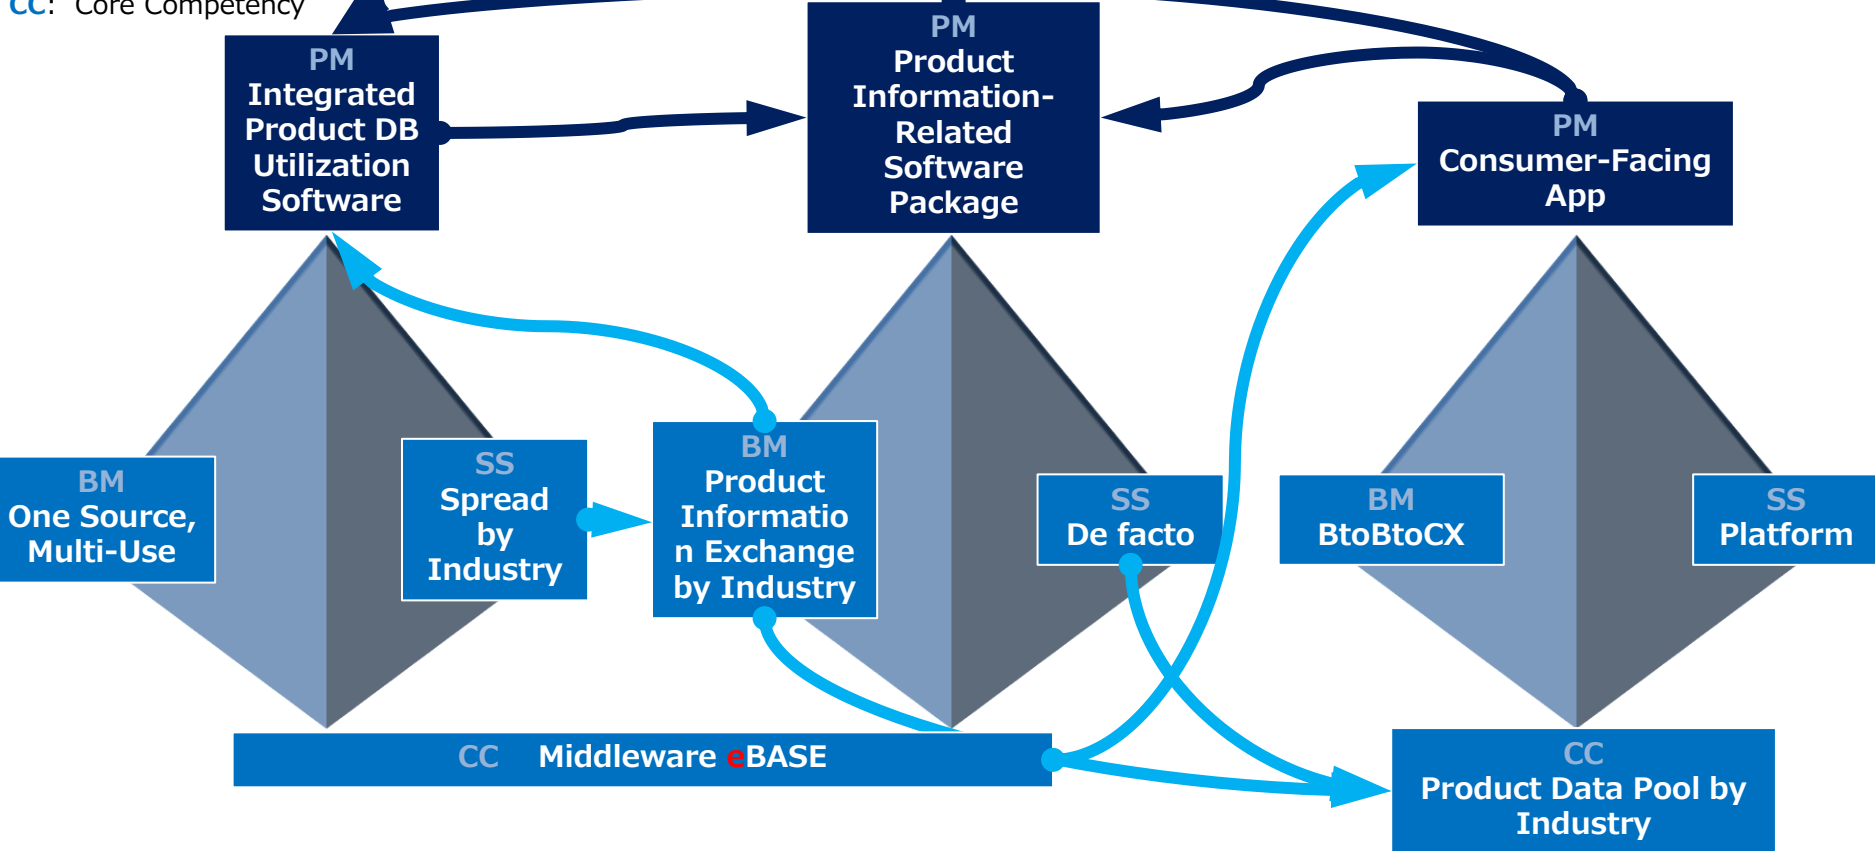 CC: Core Competency
PM
Integrated
Product DB
Utilization
Software
PM
Product
Information-
Related
Software
Package
PM
Consumer-Facing
App
BM
One Source,
Multi-Use
SS
Spread
by
Industry
BM
Product
Informatio
n Exchange
by Industry
SS
De facto
BM
BtoBtoCX
SS
Platform
CC Middleware eBASE
CC
Product Data Pool by
Industry